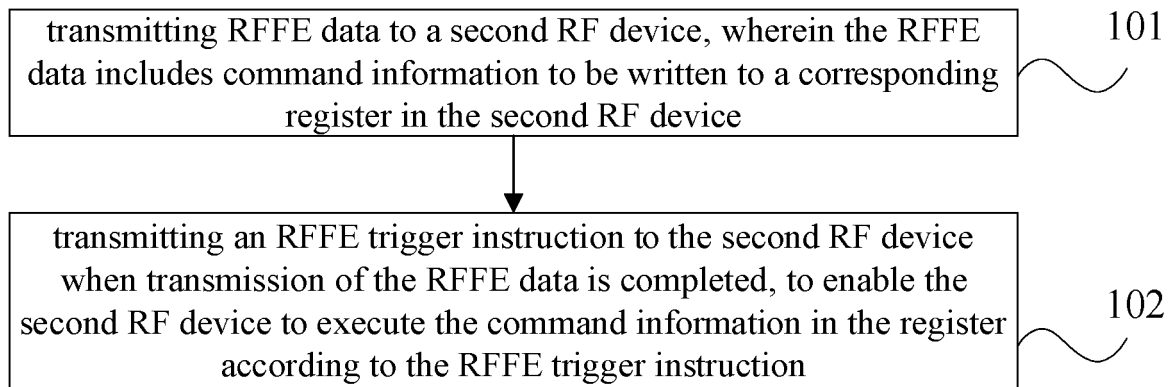 transmitting RFFE data to a second RF device, wherein the RFFE
data includes command information to be written to a corresponding
register in the second RF device
101
transmitting an RFFE trigger instruction to the second RF device
when transmission of the RFFE data is completed, to enable the
second RF device to execute the command information in the register
according to the RFFE trigger instruction
102